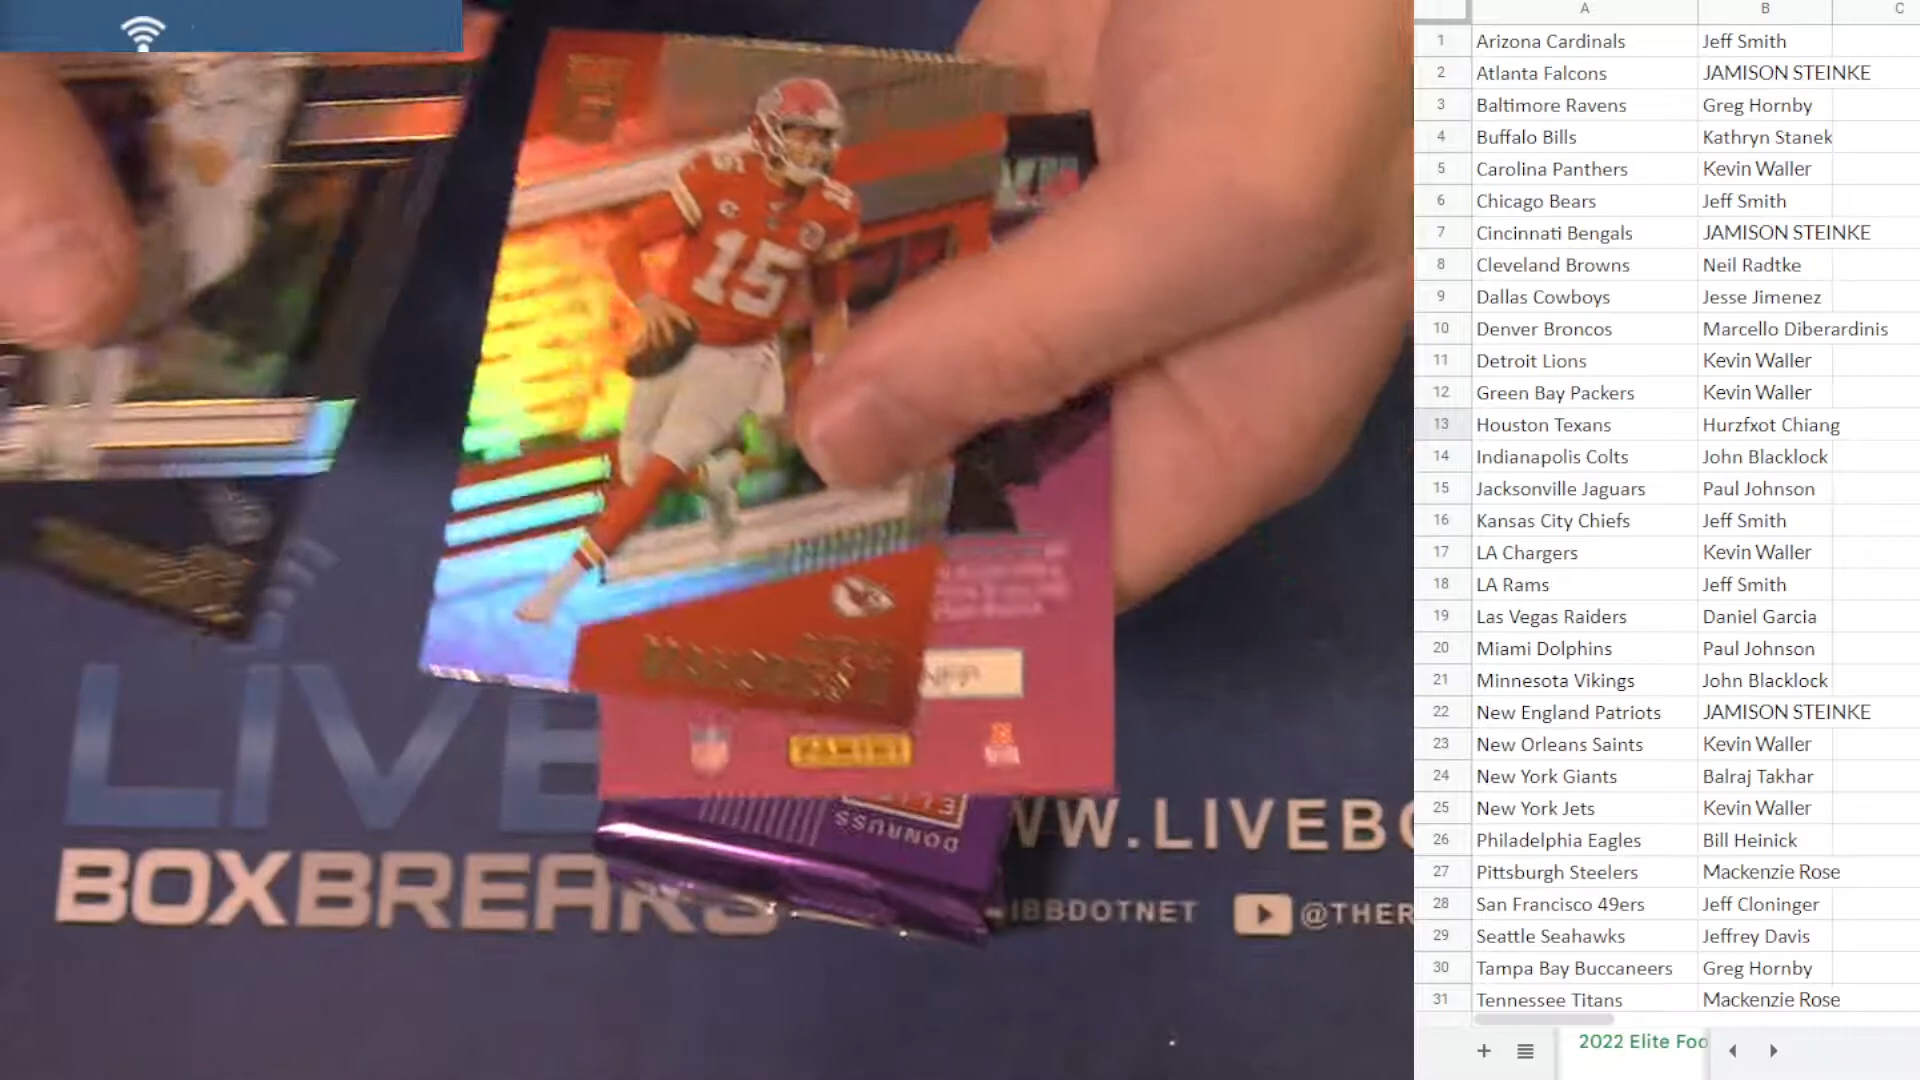 15
15
MAHOMES II
PANINI
DONRUSS
ELITE
LIVE
BOXBREAKS
WW.LIVEBO
IBBDOTNET
@THER
A B C
1 Arizona Cardinals Jeff Smith
2 Atlanta Falcons JAMISON STEINKE
3 Baltimore Ravens Greg Hornby
4 Buffalo Bills Kathryn Stanek
5 Carolina Panthers Kevin Waller
6 Chicago Bears Jeff Smith
7 Cincinnati Bengals JAMISON STEINKE
8 Cleveland Browns Neil Radtke
9 Dallas Cowboys Jesse Jimenez
10 Denver Broncos Marcello Diberardinis
11 Detroit Lions Kevin Waller
12 Green Bay Packers Kevin Waller
13 Houston Texans Hurzfxot Chiang
14 Indianapolis Colts John Blacklock
15 Jacksonville Jaguars Paul Johnson
16 Kansas City Chiefs Jeff Smith
17 LA Chargers Kevin Waller
18 LA Rams Jeff Smith
19 Las Vegas Raiders Daniel Garcia
20 Miami Dolphins Paul Johnson
21 Minnesota Vikings John Blacklock
22 New England Patriots JAMISON STEINKE
23 New Orleans Saints Kevin Waller
24 New York Giants Balraj Takhar
25 New York Jets Kevin Waller
26 Philadelphia Eagles Bill Heinick
27 Pittsburgh Steelers Mackenzie Rose
28 San Francisco 49ers Jeff Cloninger
29 Seattle Seahawks Jeffrey Davis
30 Tampa Bay Buccaneers Greg Hornby
31 Tennessee Titans Mackenzie Rose
2022 Elite Foo